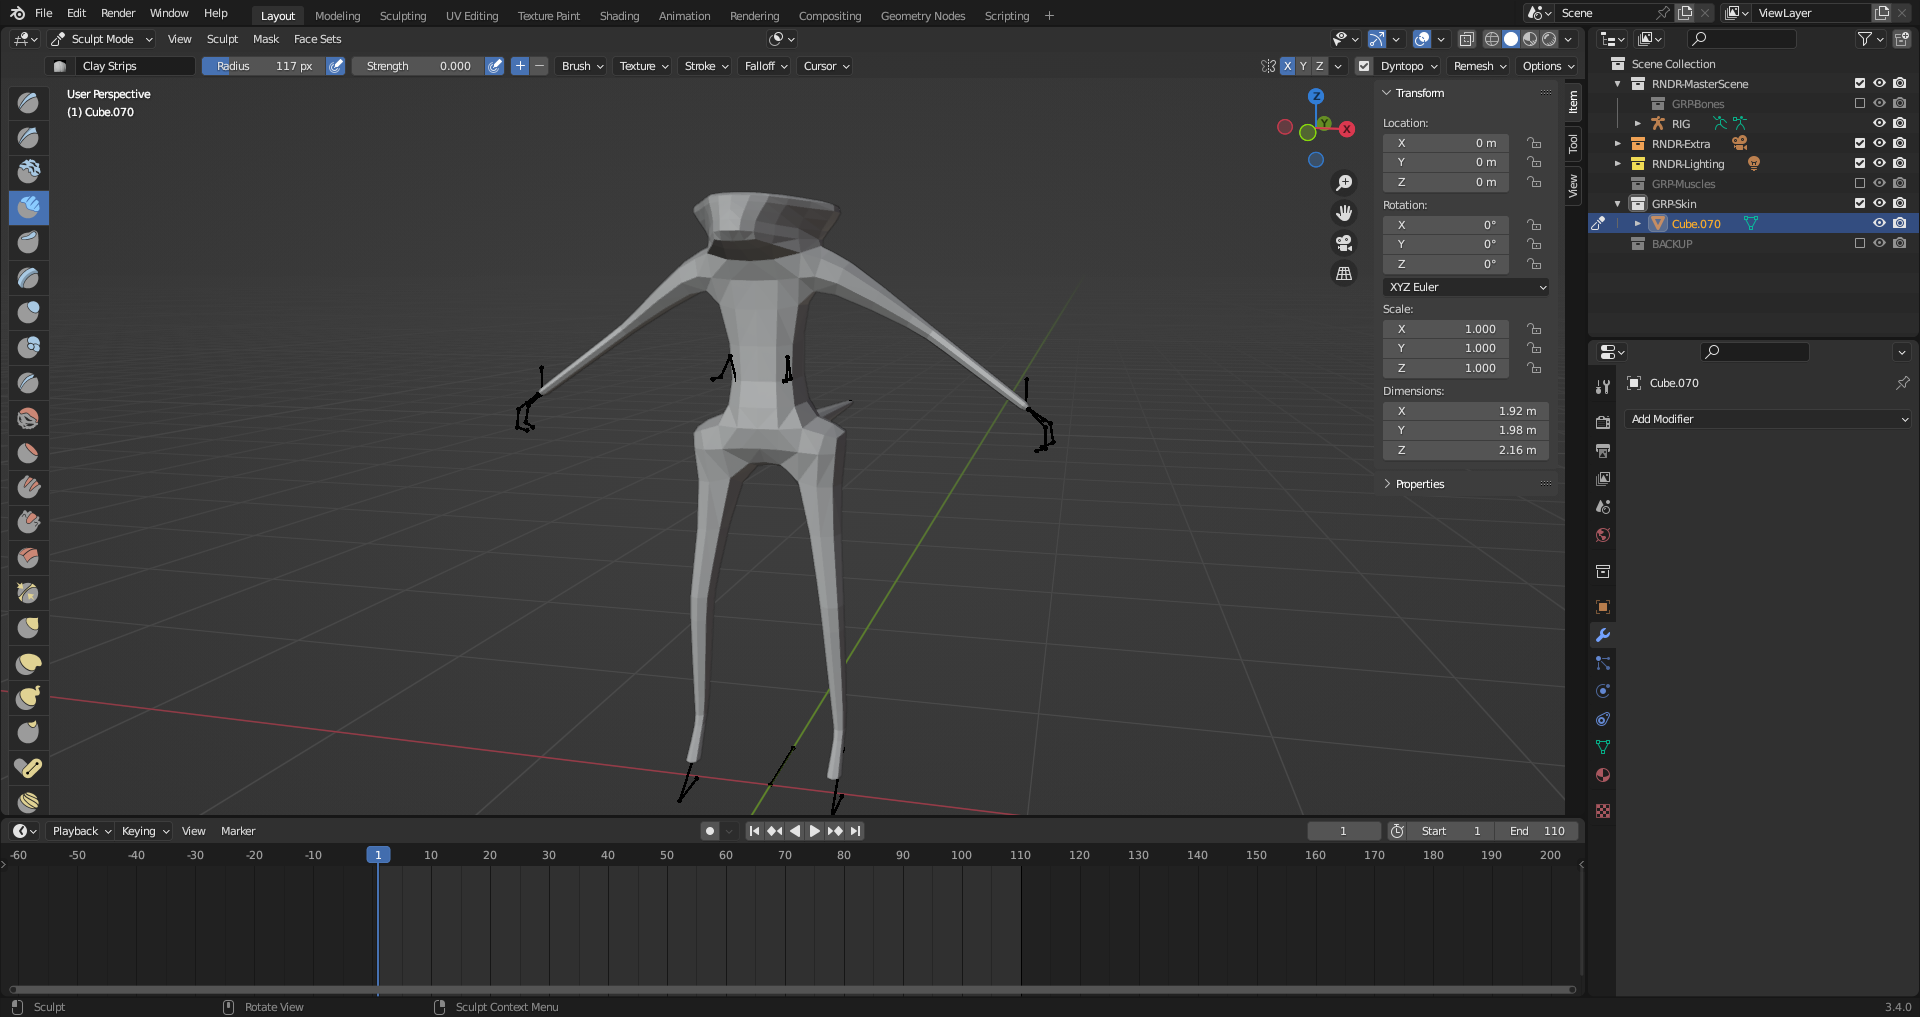 File Edit Render Window Help Layout Modeling Sculpting UV Editing Texture Paint Shading Animation Rendering Compositing Geometry Nodes Scripting + Scene ViewLayer
Sculpt Mode View Sculpt Mask Face Sets
Clay Strips Radius 117 px Strength 0.000 Brush Texture Stroke Falloff Cursor X Y Z Dyntopo Remesh Options
User Perspective
(1) Cube.070
Z
Y
X
Transform
Location:
X 0 m
Y 0 m
Z 0 m
Rotation:
X 0°
Y 0°
Z 0°
XYZ Euler
Scale:
X 1.000
Y 1.000
Z 1.000
Dimensions:
X 1.92 m
Y 1.98 m
Z 2.16 m
Properties
Item
Tool
View
Scene Collection
RNDR-MasterScene
GRP-Bones
RIG
RNDR-Extra
RNDR-Lighting
GRP-Muscles
GRP-Skin
Cube.070
BACKUP
Cube.070
Add Modifier
Playback Keying View Marker 1 Start 1 End 110
-60 -50 -40 -30 -20 -10 1 10 20 30 40 50 60 70 80 90 100 110 120 130 140 150 160 170 180 190 200
Sculpt Rotate View Sculpt Context Menu 3.4.0